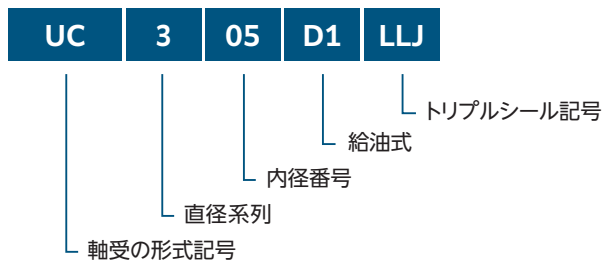 UC 3 05 D1 LLJ
トリプルシール記号
給油式
内径番号
直径系列
軸受の形式記号